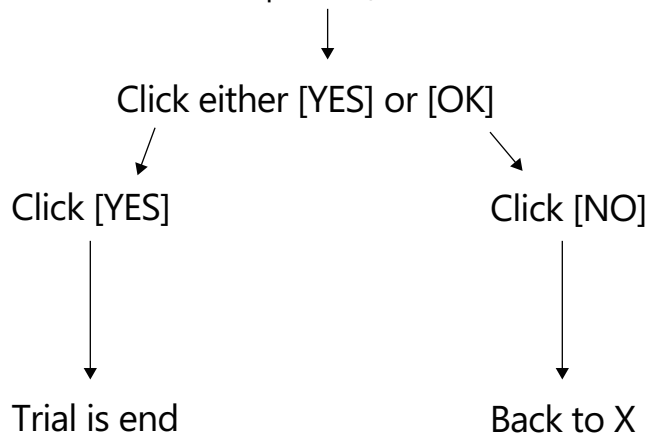 Click either [YES] or [OK]
Click [YES]
Click [NO]
Trial is end
Back to X